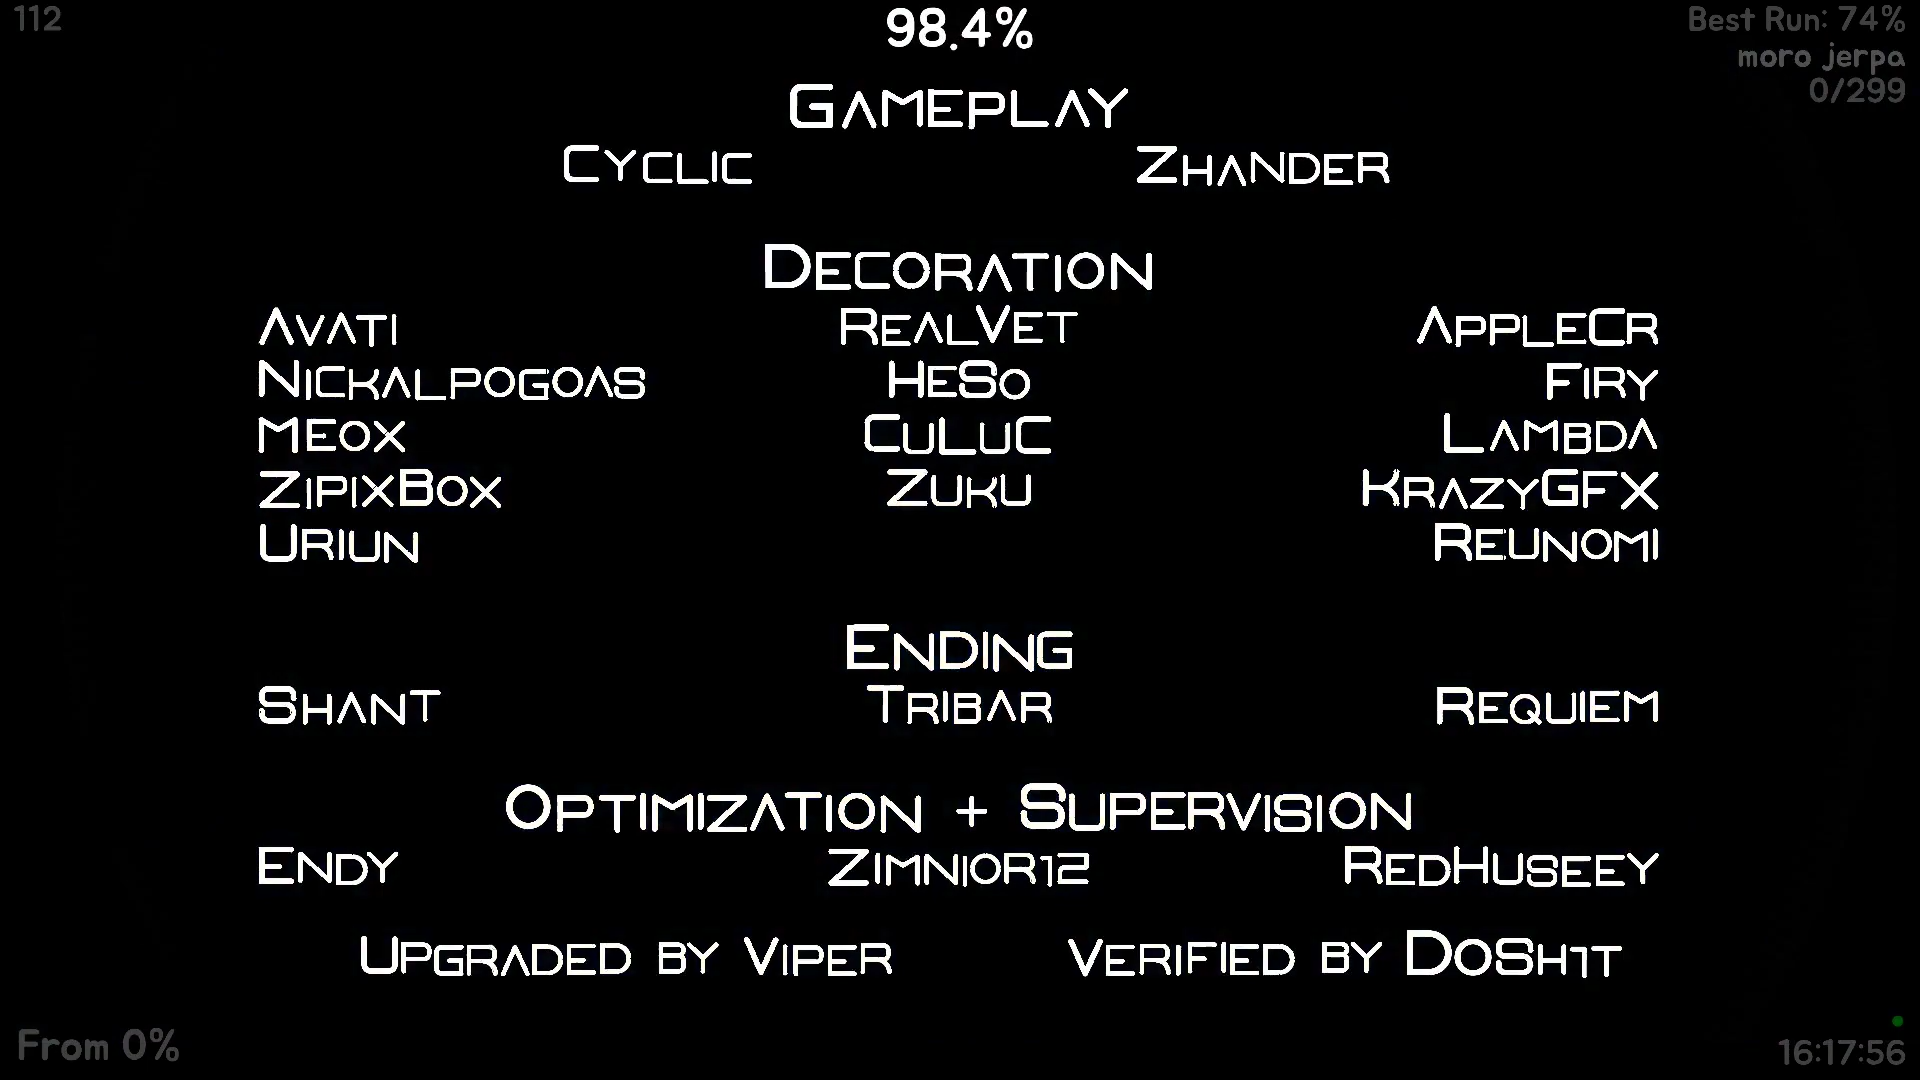 112
98.4%
Best Run: 74%
moro jerpa
0/299
Gameplay
Cyclic Zhander
Decoration
Avati RealVet AppleCr
Nickalpogoas HeSo Firy
Meox CuLuC Lambda
ZipixBox Zuku KrazyGFX
Uriun Reunomi
Ending
Shant Tribar Requiem
Optimization + Supervision
Endy Zimnior12 RedHuseey
Upgraded by Viper Verified by DoSh1t
From 0%
16:17:56